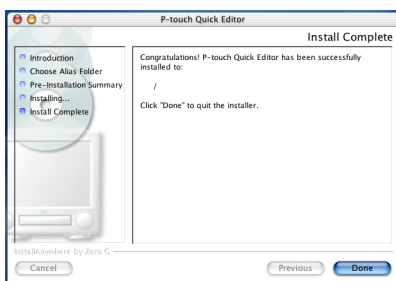 P-touch Quick Editor
Install Complete
Introduction
Choose Alias Folder
Pre-Installation Summary
Installing...
Install Complete
Congratulations! P-touch Quick Editor has been successfully
installed to:
/
Click "Done" to quit the installer.
InstallAnywhere by Zero G
Cancel
Previous
Done